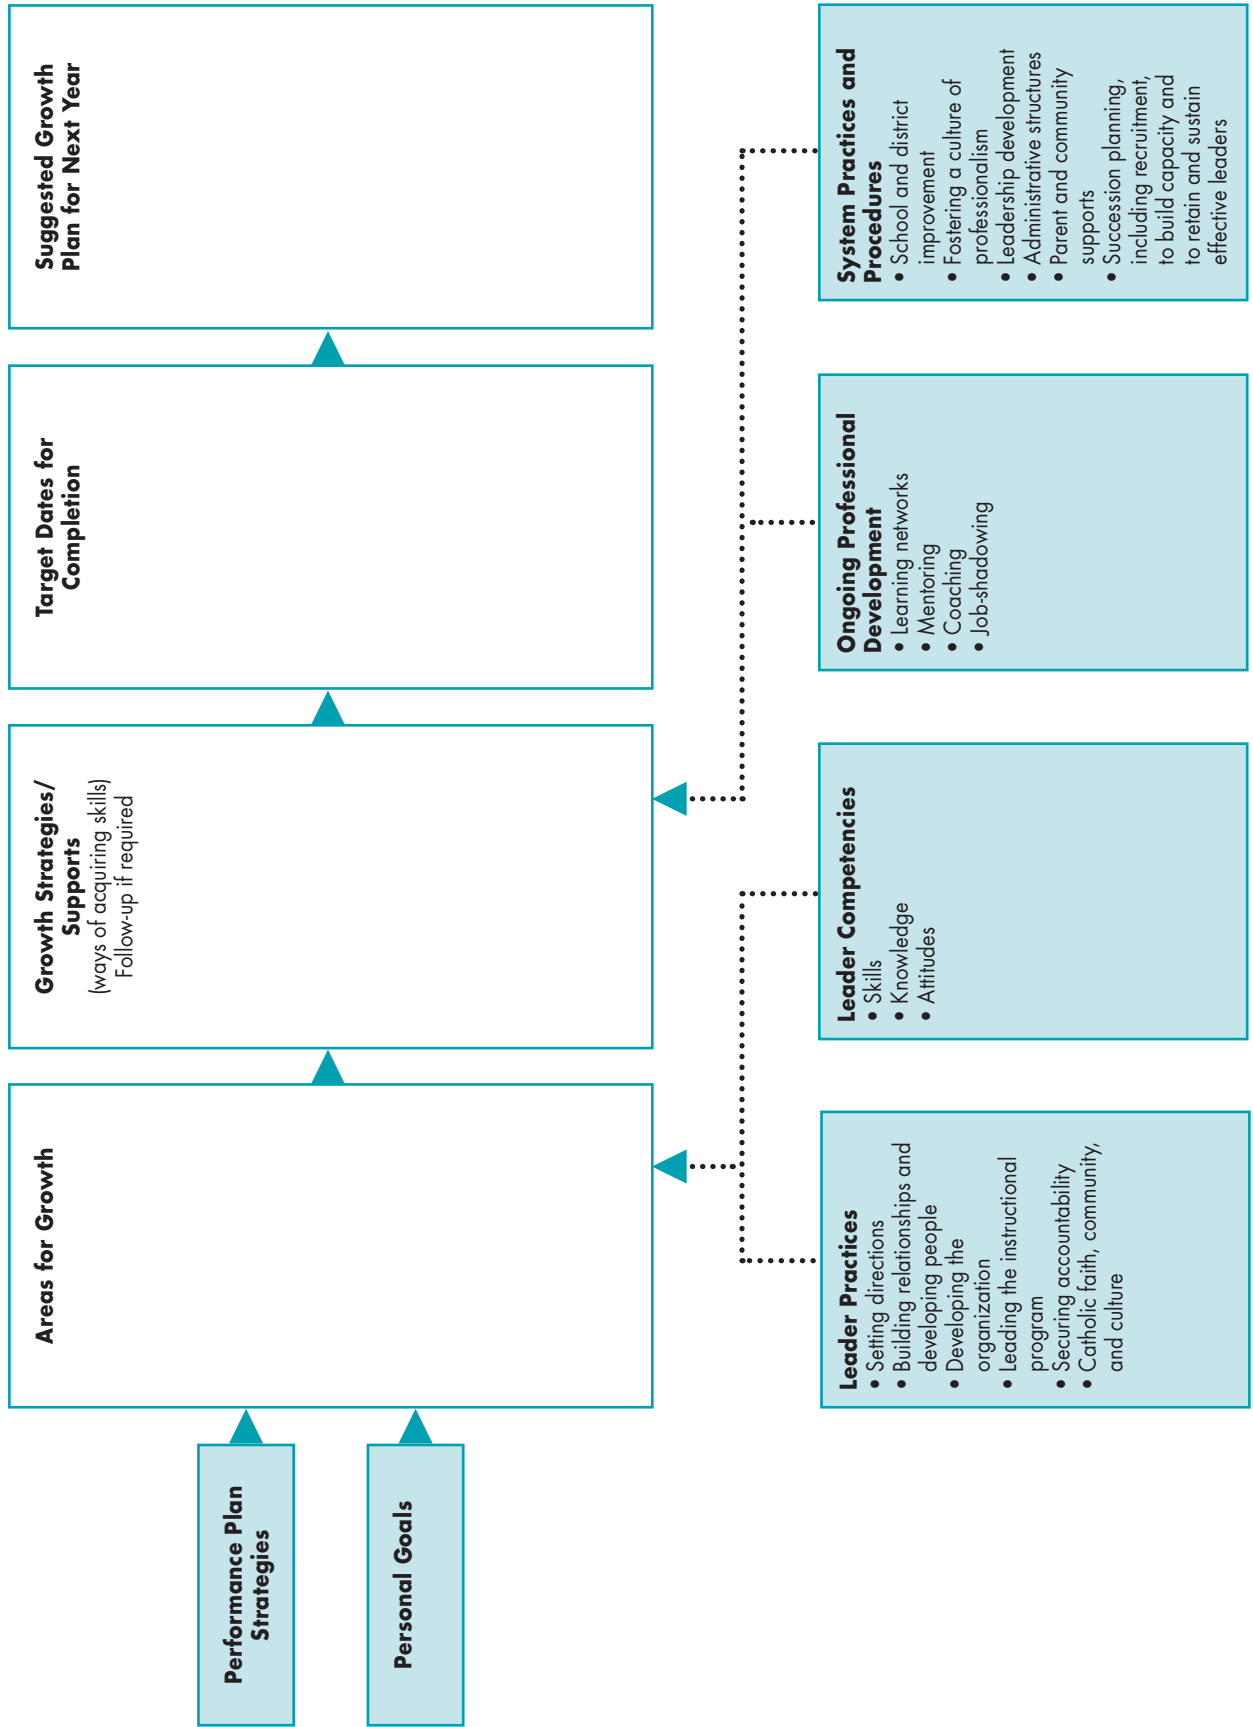 Performance Plan
Strategies
Personal Goals
Areas for Growth
Growth Strategies/
Supports
(ways of acquiring skills)
Follow-up if required
Target Dates for
Completion
Suggested Growth
Plan for Next Year
Leader Practices
• Setting directions
• Building relationships and
developing people
• Developing the
organization
• Leading the instructional
program
• Securing accountability
• Catholic faith, community,
and culture
Leader Competencies
• Skills
• Knowledge
• Attitudes
Ongoing Professional
Development
• Learning networks
• Mentoring
• Coaching
• Job-shadowing
System Practices and
Procedures
• School and district
improvement
• Fostering a culture of
professionalism
• Leadership development
• Administrative structures
• Parent and community
supports
• Succession planning,
including recruitment,
to build capacity and
to retain and sustain
effective leaders